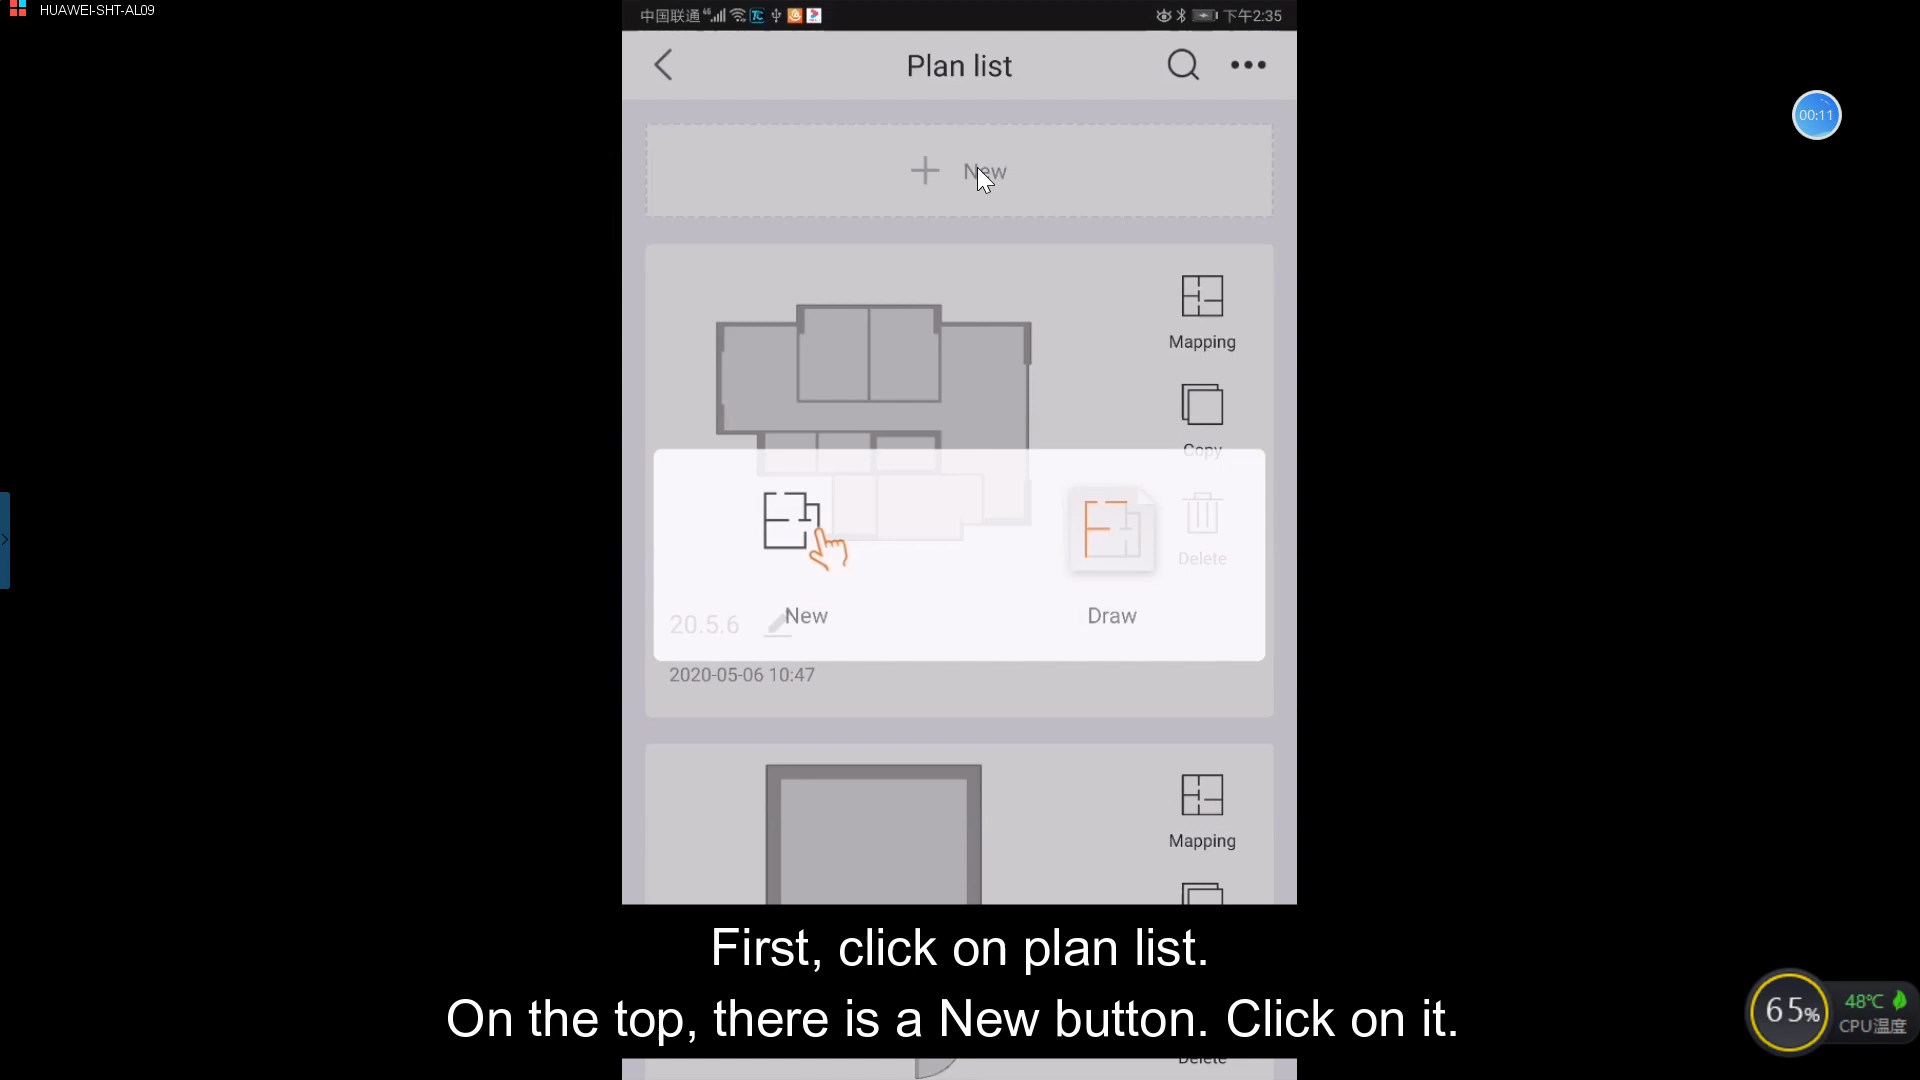 HUAWEI-SHT-AL09
中国联通 4G 下午2:35
Plan list
00:11
New
Mapping
Copy
Delete
New
Draw
20.5.6
2020-05-06 10:47
Mapping
First, click on plan list.
On the top, there is a New button. Click on it.
65%
48℃
CPU温度
Delete